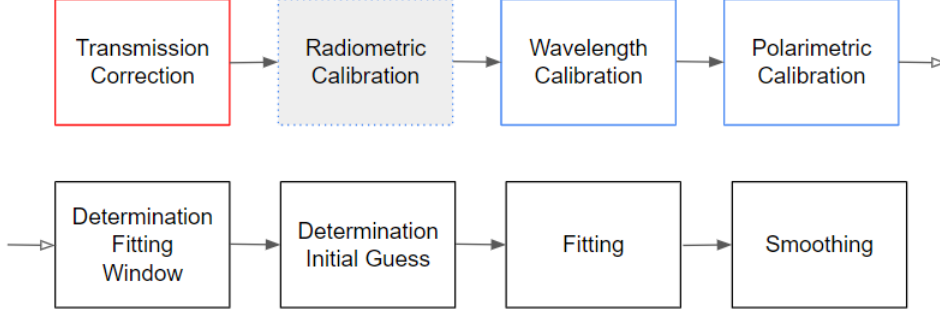 Transmission
Correction
Radiometric
Calibration
Wavelength
Calibration
Polarimetric
Calibration
Determination
Fitting
Window
Determination
Initial Guess
Fitting
Smoothing